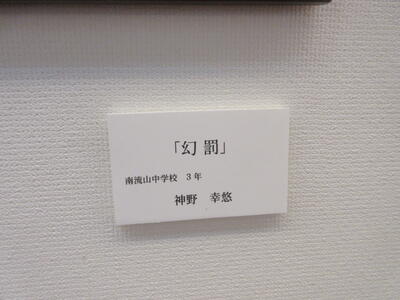 「幻 罰」
南流山中学校　3年
神野　幸悠